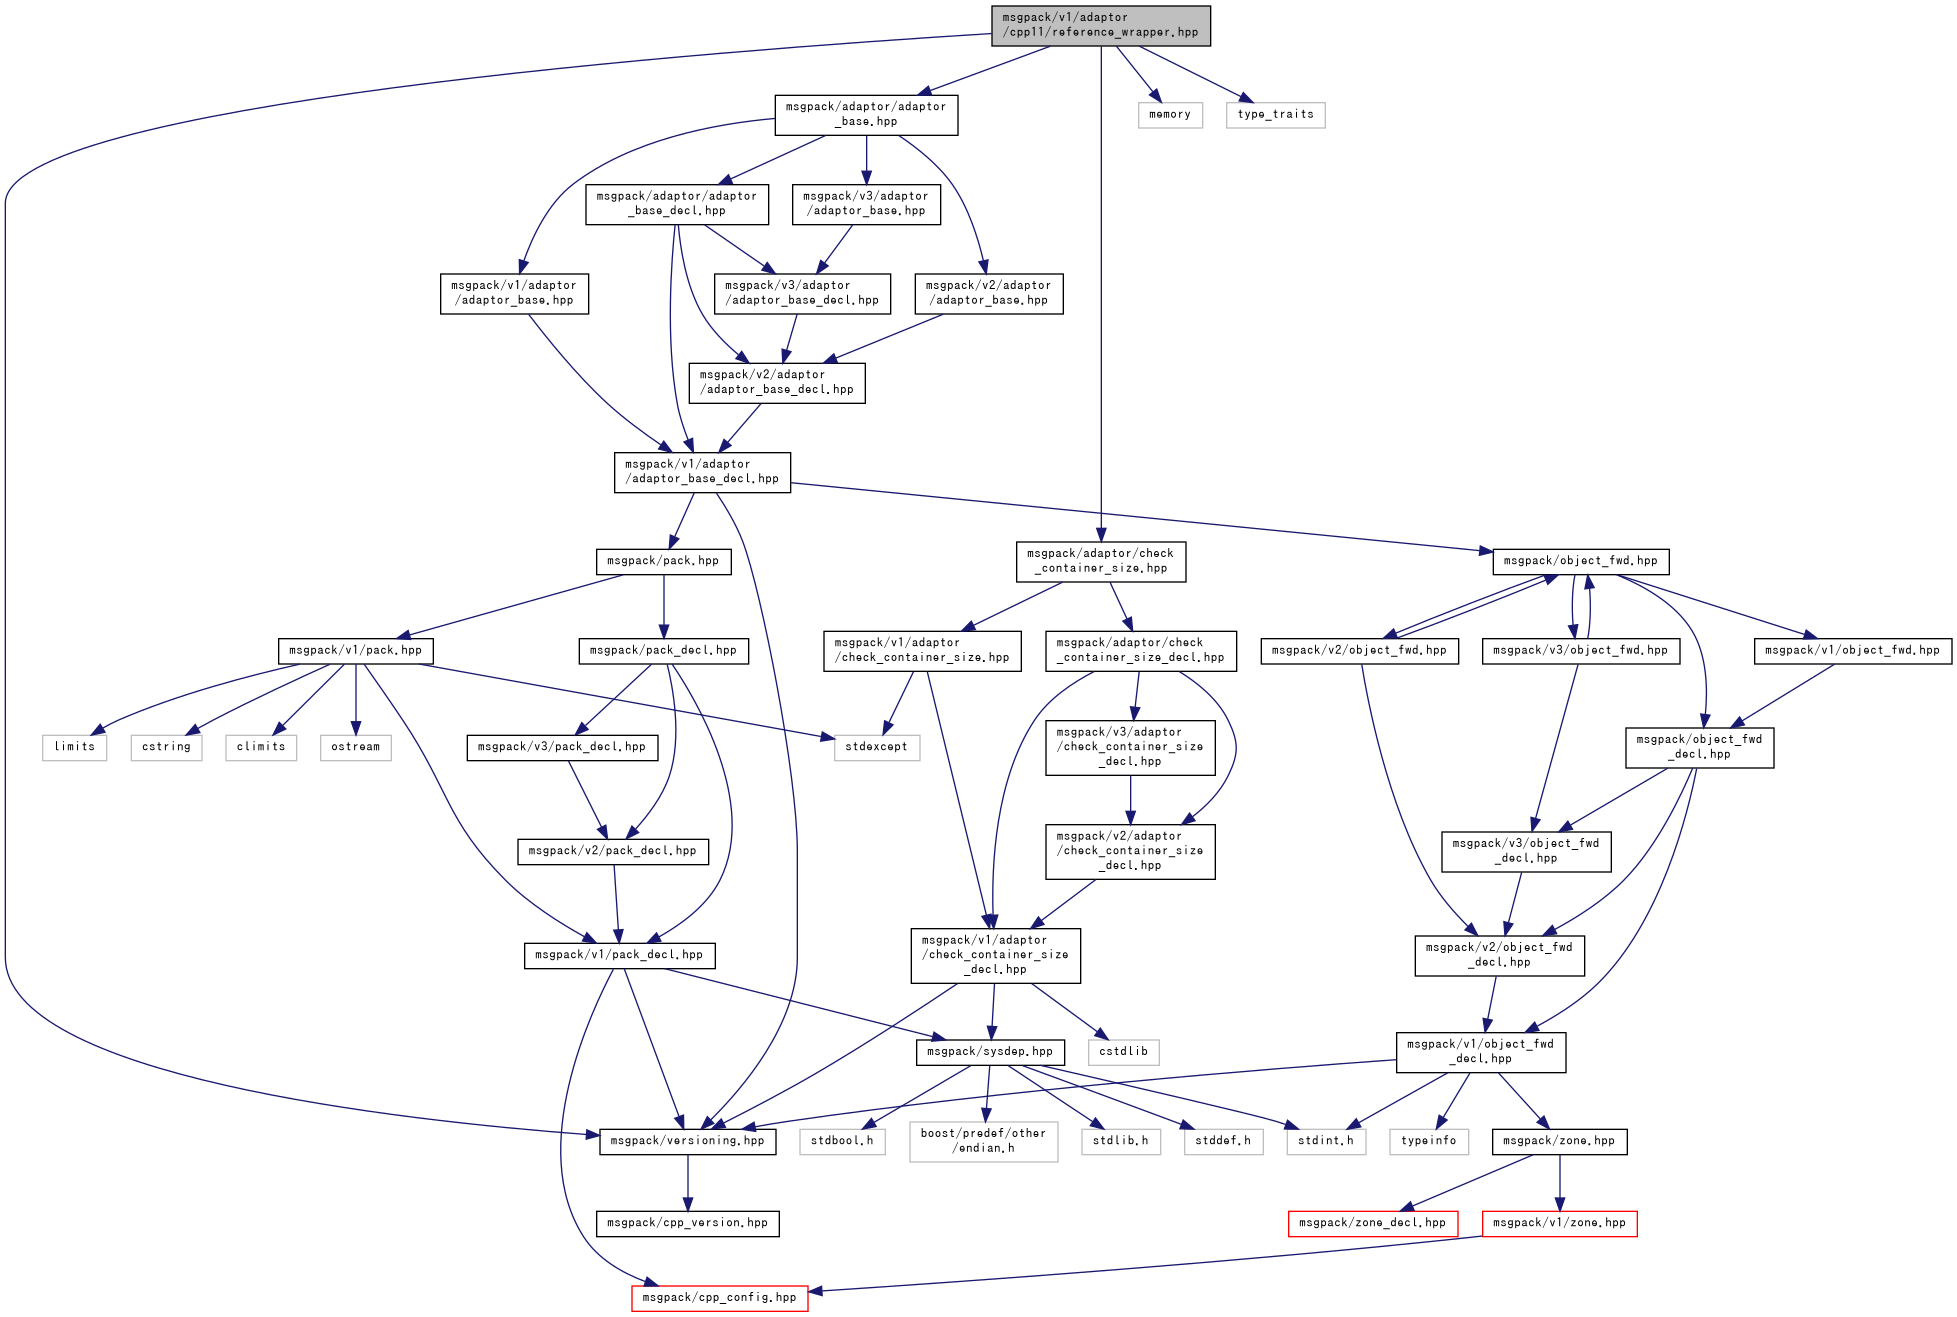 msgpack/v1/adaptor
/cpp11/reference_wrapper.hpp
msgpack/adaptor/adaptor
_base.hpp
memory
type_traits
msgpack/adaptor/adaptor
_base_decl.hpp
msgpack/v3/adaptor
/adaptor_base.hpp
msgpack/v1/adaptor
/adaptor_base.hpp
msgpack/v3/adaptor
/adaptor_base_decl.hpp
msgpack/v2/adaptor
/adaptor_base.hpp
msgpack/v2/adaptor
/adaptor_base_decl.hpp
msgpack/v1/adaptor
/adaptor_base_decl.hpp
msgpack/pack.hpp
msgpack/adaptor/check
_container_size.hpp
msgpack/object_fwd.hpp
msgpack/v1/pack.hpp
msgpack/pack_decl.hpp
msgpack/v1/adaptor
/check_container_size.hpp
msgpack/adaptor/check
_container_size_decl.hpp
msgpack/v2/object_fwd.hpp
msgpack/v3/object_fwd.hpp
msgpack/v1/object_fwd.hpp
limits
cstring
climits
ostream
msgpack/v3/pack_decl.hpp
stdexcept
msgpack/v3/adaptor
/check_container_size
_decl.hpp
msgpack/object_fwd
_decl.hpp
msgpack/v2/pack_decl.hpp
msgpack/v2/adaptor
/check_container_size
_decl.hpp
msgpack/v3/object_fwd
_decl.hpp
msgpack/v1/pack_decl.hpp
msgpack/v1/adaptor
/check_container_size
_decl.hpp
msgpack/v2/object_fwd
_decl.hpp
msgpack/sysdep.hpp
cstdlib
msgpack/v1/object_fwd
_decl.hpp
msgpack/versioning.hpp
stdbool.h
boost/predef/other
/endian.h
stdlib.h
stddef.h
stdint.h
typeinfo
msgpack/zone.hpp
msgpack/cpp_version.hpp
msgpack/zone_decl.hpp
msgpack/v1/zone.hpp
msgpack/cpp_config.hpp